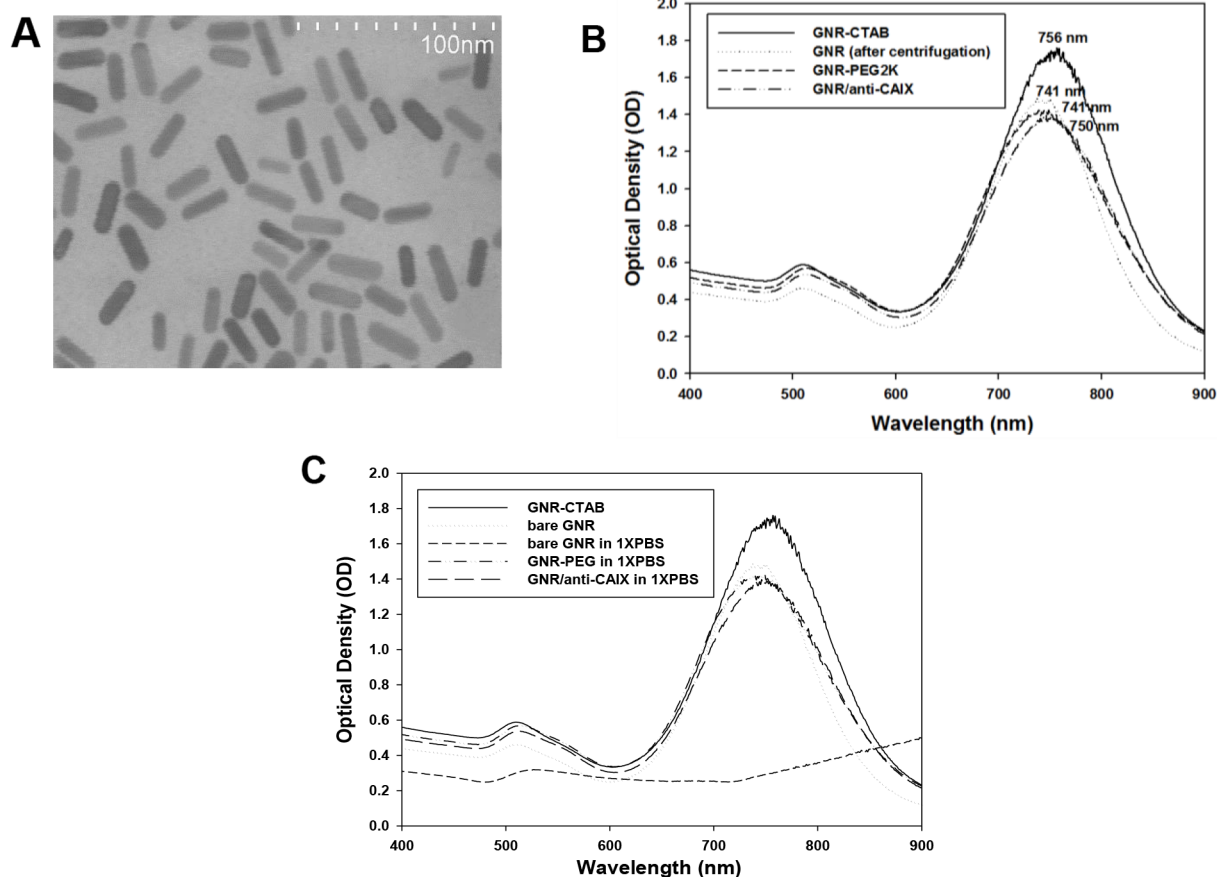 A
100nm
B
GNR-CTAB
GNR (after centrifugation)
GNR-PEG2K
GNR/anti-CAIX
756 nm
741 nm
741 nm
750 nm
2.0
1.8
1.6
1.4
1.2
1.0
0.8
0.6
0.4
0.2
0.0
Optical Density (OD)
400
500
600
700
800
900
Wavelength (nm)
C
GNR-CTAB
bare GNR
bare GNR in 1XPBS
GNR-PEG in 1XPBS
GNR/anti-CAIX in 1XPBS
2.0
1.8
1.6
1.4
1.2
1.0
0.8
0.6
0.4
0.2
0.0
Optical Density (OD)
400
500
600
700
800
900
Wavelength (nm)